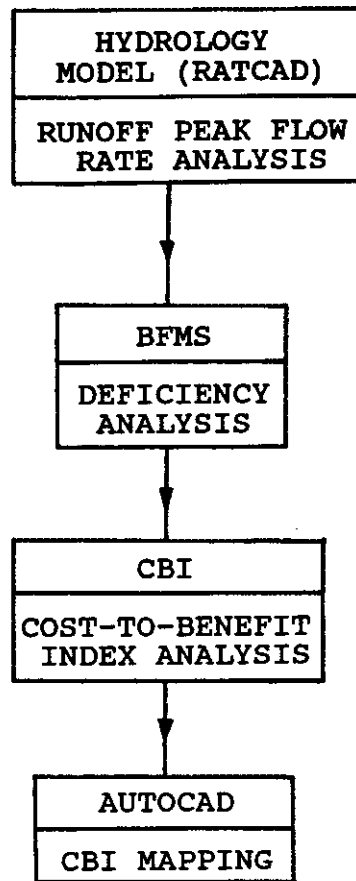 HYDROLOGY
MODEL (RATCAD)
RUNOFF PEAK FLOW
RATE ANALYSIS
BFMS
DEFICIENCY
ANALYSIS
CBI
COST-TO-BENEFIT
INDEX ANALYSIS
AUTOCAD
CBI MAPPING